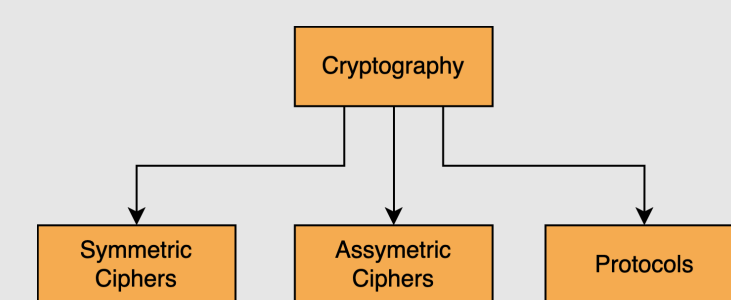 Cryptography
Symmetric
Ciphers
Assymetric
Ciphers
Protocols